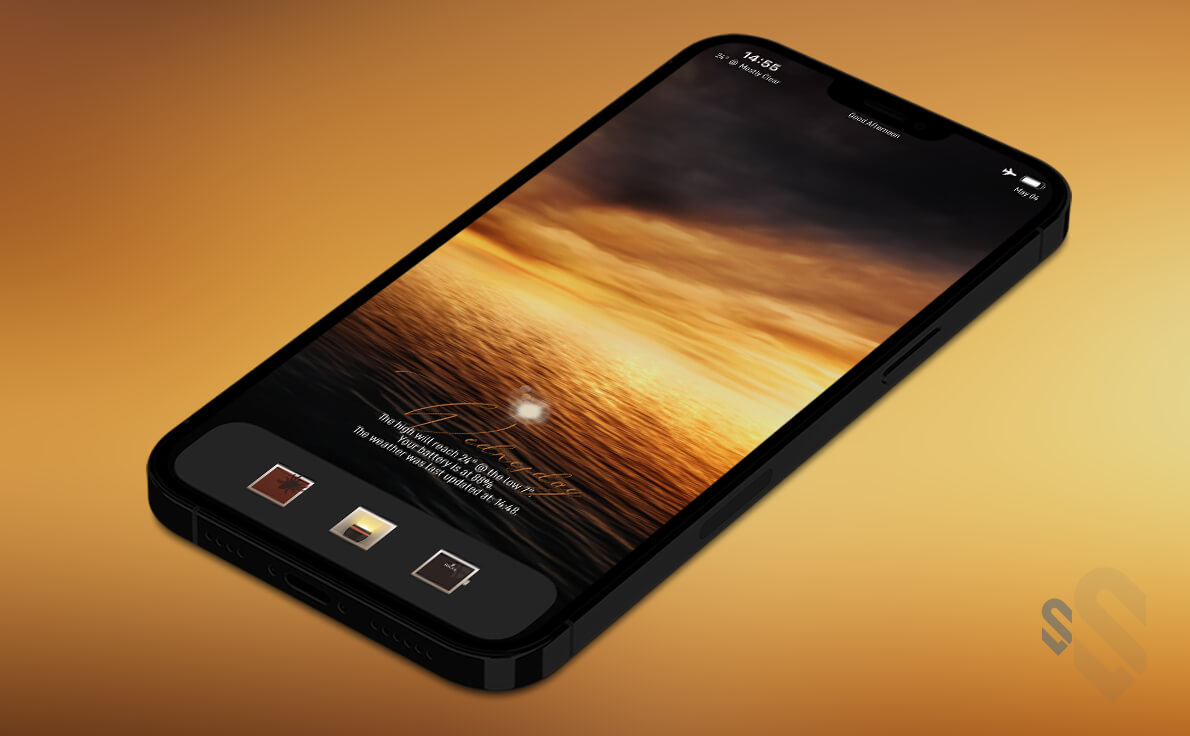 14:55
24° @ Mostly Clear
Good Afternoon
May 04
Wednesday
The high will reach 24° @ the low 7°.
Your battery is at 88%.
The weather was last updated at: 14:48.